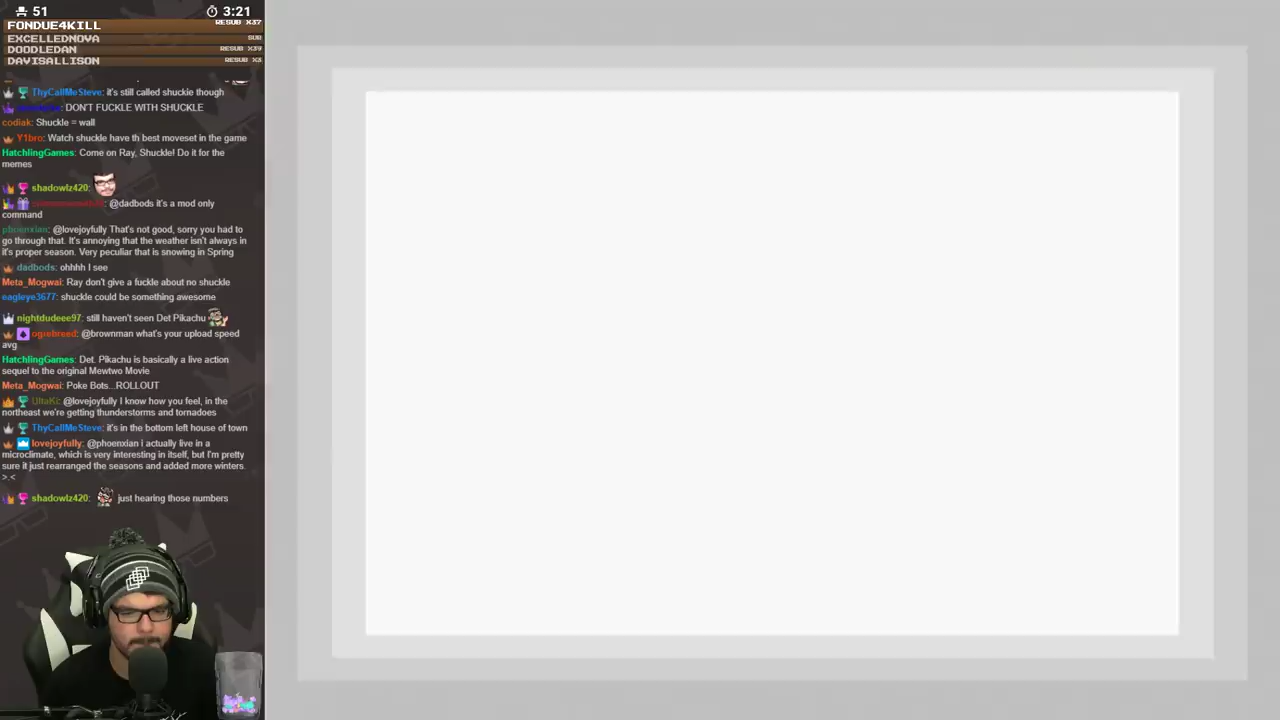 51
3:21
FONDUE4KILL RESUB X37
EXCELLEDNOVA SUB
DOODLEDAN RESUB X39
DAVISALLISON RESUB X3
ThyCallMeSteve: it's still called shuckie though
DON'T FUCKLE WITH SHUCKLE
codiak: Shuckle = wall
Y1bro: Watch shuckle have th best moveset in the game
HatchlingGames: Come on Ray, Shuckle! Do it for the
memes
shadowlz420:
: @dadbods it's a mod only
command
phoenxian: @lovejoyfully That's not good, sorry you had to
go through that. It's annoying that the weather isn't always in
it's proper season. Very peculiar that is snowing in Spring
dadbods: ohhhh I see
Meta_Mogwai: Ray don't give a fuckle about no shuckle
eagleye3677: shuckle could be something awesome
nightdudeee97: still haven't seen Det Pikachu
ogrebreed: @brownman what's your upload speed
avg
HatchlingGames: Det. Pikachu is basically a live action
sequel to the original Mewtwo Movie
Meta_Mogwai: Poke Bots...ROLLOUT
UltaKi: @lovejoyfully I know how you feel, in the
northeast we're getting thunderstorms and tornadoes
ThyCallMeSteve: it's in the bottom left house of town
lovejoyfully: @phoenxian i actually live in a
microclimate, which is very interesting in itself, but I'm pretty
sure it just rearranged the seasons and added more winters.
>.<
shadowlz420: just hearing those numbers